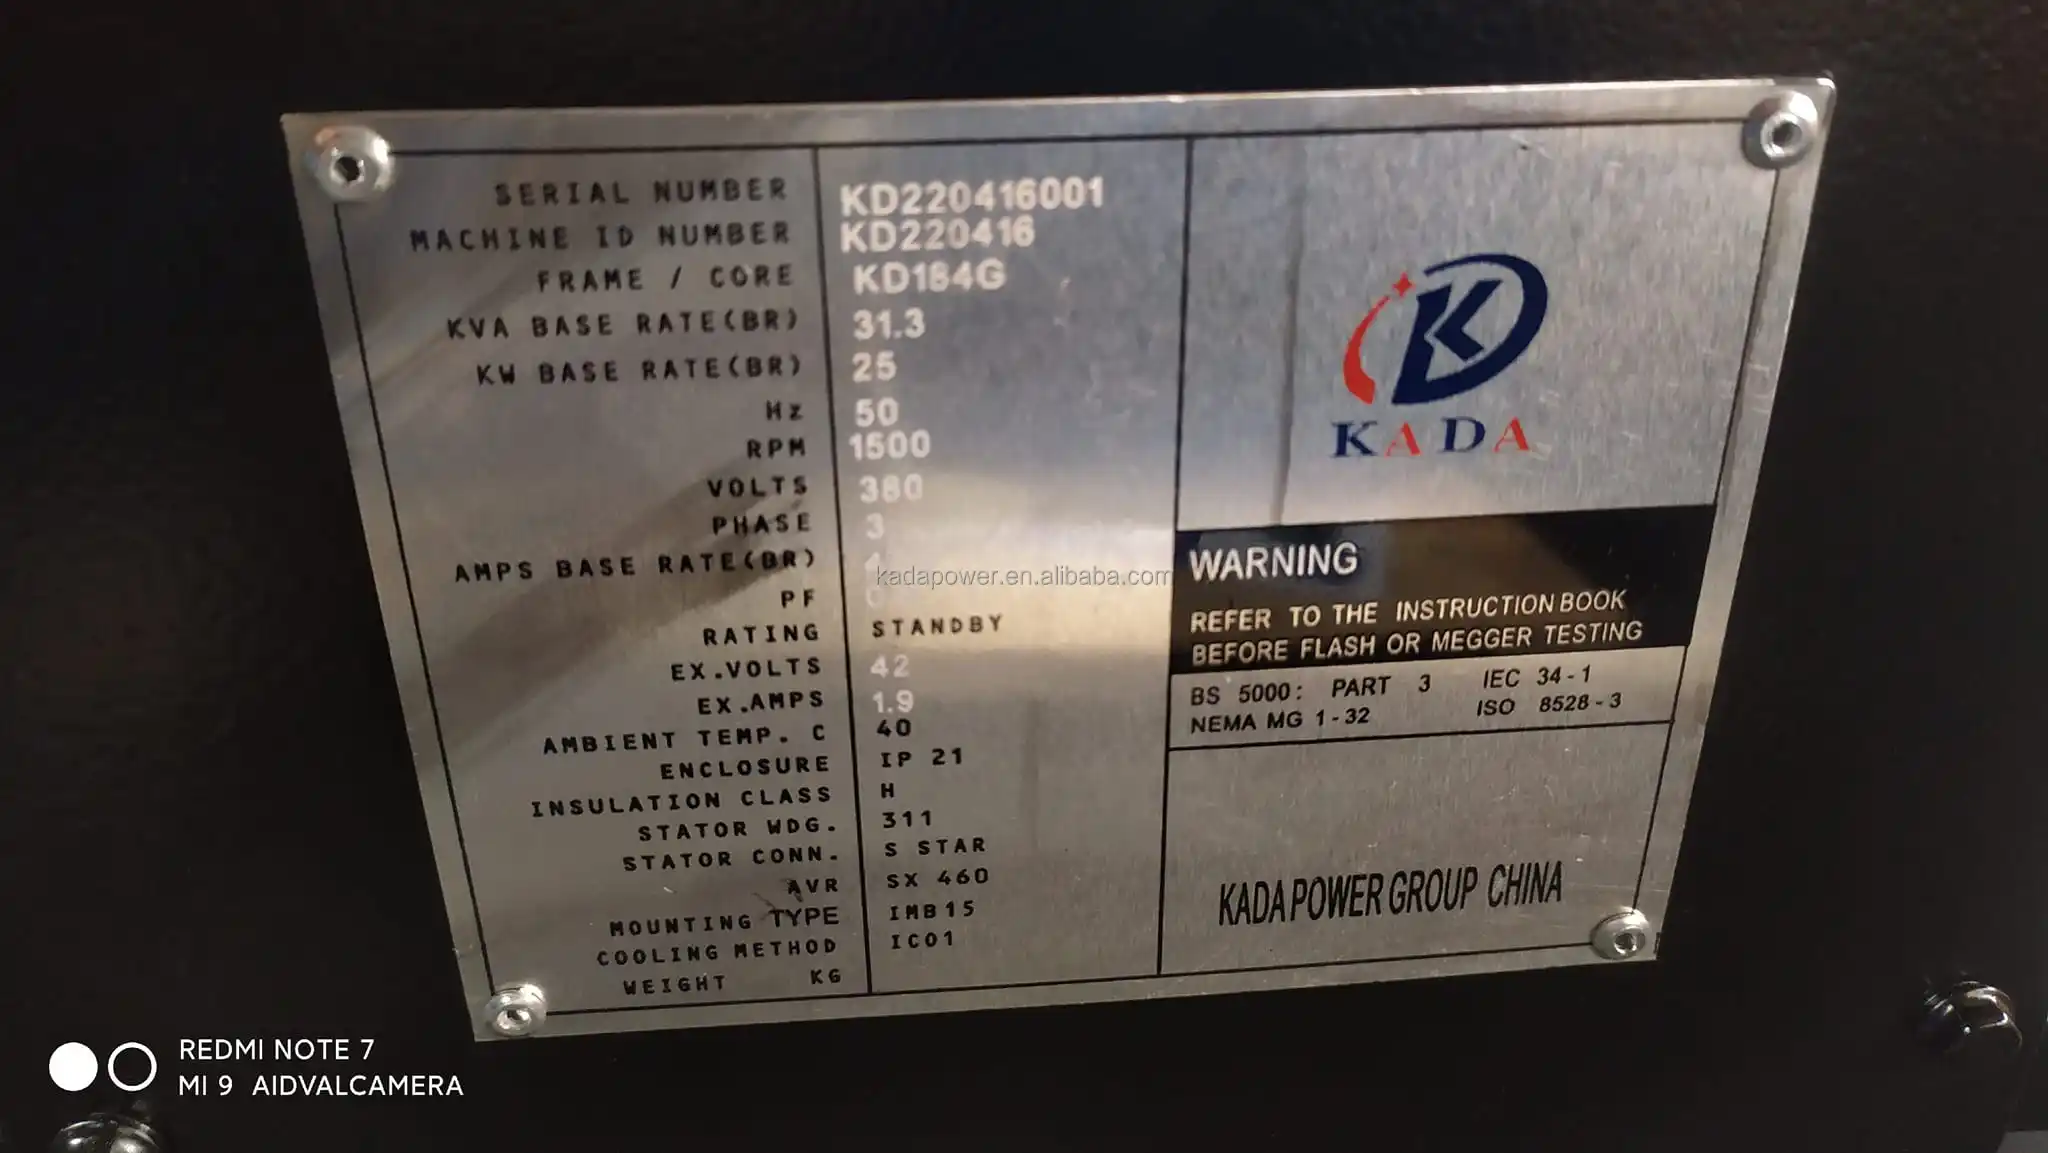 SERIAL NUMBER KD220416001
MACHINE ID NUMBER KD220416
FRAME / CORE KD184G
KVA BASE RATE(BR) 31.3
KW BASE RATE(BR) 25
Hz 50
RPM 1500
VOLTS 380
PHASE 3
AMPS BASE RATE(BR)
kadapower.en.alibaba.com
PF
RATING STANDBY
EX.VOLTS 42
EX.AMPS 1.9
AMBIENT TEMP. C 40
ENCLOSURE IP 21
INSULATION CLASS H
STATOR WDG. 311
STATOR CONN. S STAR
AVR SX 460
MOUNTING TYPE IMB15
COOLING METHOD IC01
WEIGHT KG
KADA
WARNING
REFER TO THE INSTRUCTION BOOK
BEFORE FLASH OR MEGGER TESTING
BS 5000: PART 3 IEC 34-1
NEMA MG 1-32 ISO 8528-3
KADA POWER GROUP CHINA
REDMI NOTE 7
MI 9 AIDVALCAMERA